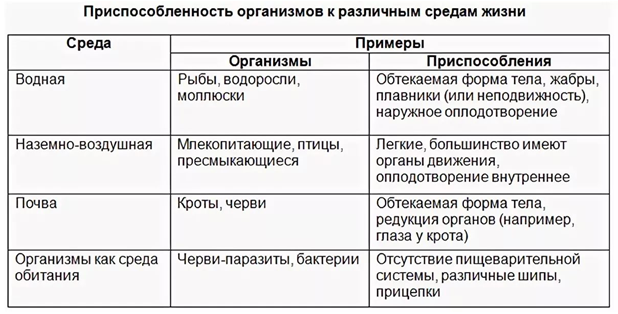 Приспособленность организмов к различным средам жизни
Среда
Примеры
Организмы
Приспособления
Водная
Рыбы, водоросли,
моллюски
Обтекаемая форма тела, жабры,
плавники (или неподвижность),
наружное оплодотворение
Наземно-воздушная
Млекопитающие, птицы,
пресмыкающиеся
Легкие, большинство имеют
органы движения,
оплодотворение внутреннее
Почва
Кроты, черви
Обтекаемая форма тела,
редукция органов (например,
глаза у крота)
Организмы как среда
обитания
Черви-паразиты, бактерии
Отсутствие пищеварительной
системы, различные шипы,
прицепки